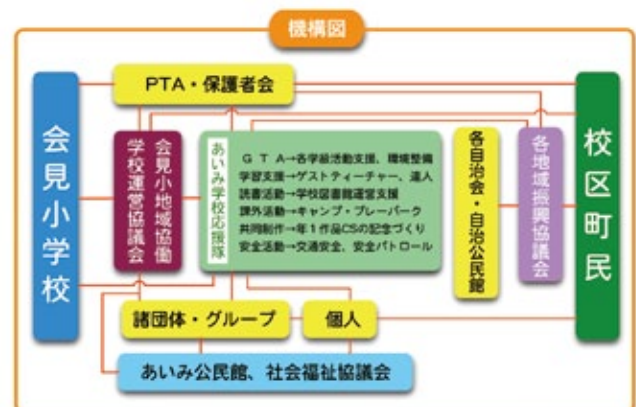 機構図
PTA・保護者会
会見小学校
会見小地域協働
学校運営協議会
あいみ学校応援隊
GTA→各学級活動支援、環境整備
学習支援→ゲストティーチャー、達人
読書活動→学校図書館運営支援
課外活動→キャンプ・プレーパーク
共同制作→年1作品CSの記念づくり
安全活動→交通安全、安全パトロール
各自治会・自治公民館
各地域振興協議会
校区町民
諸団体・グループ
個人
あいみ公民館、社会福祉協議会